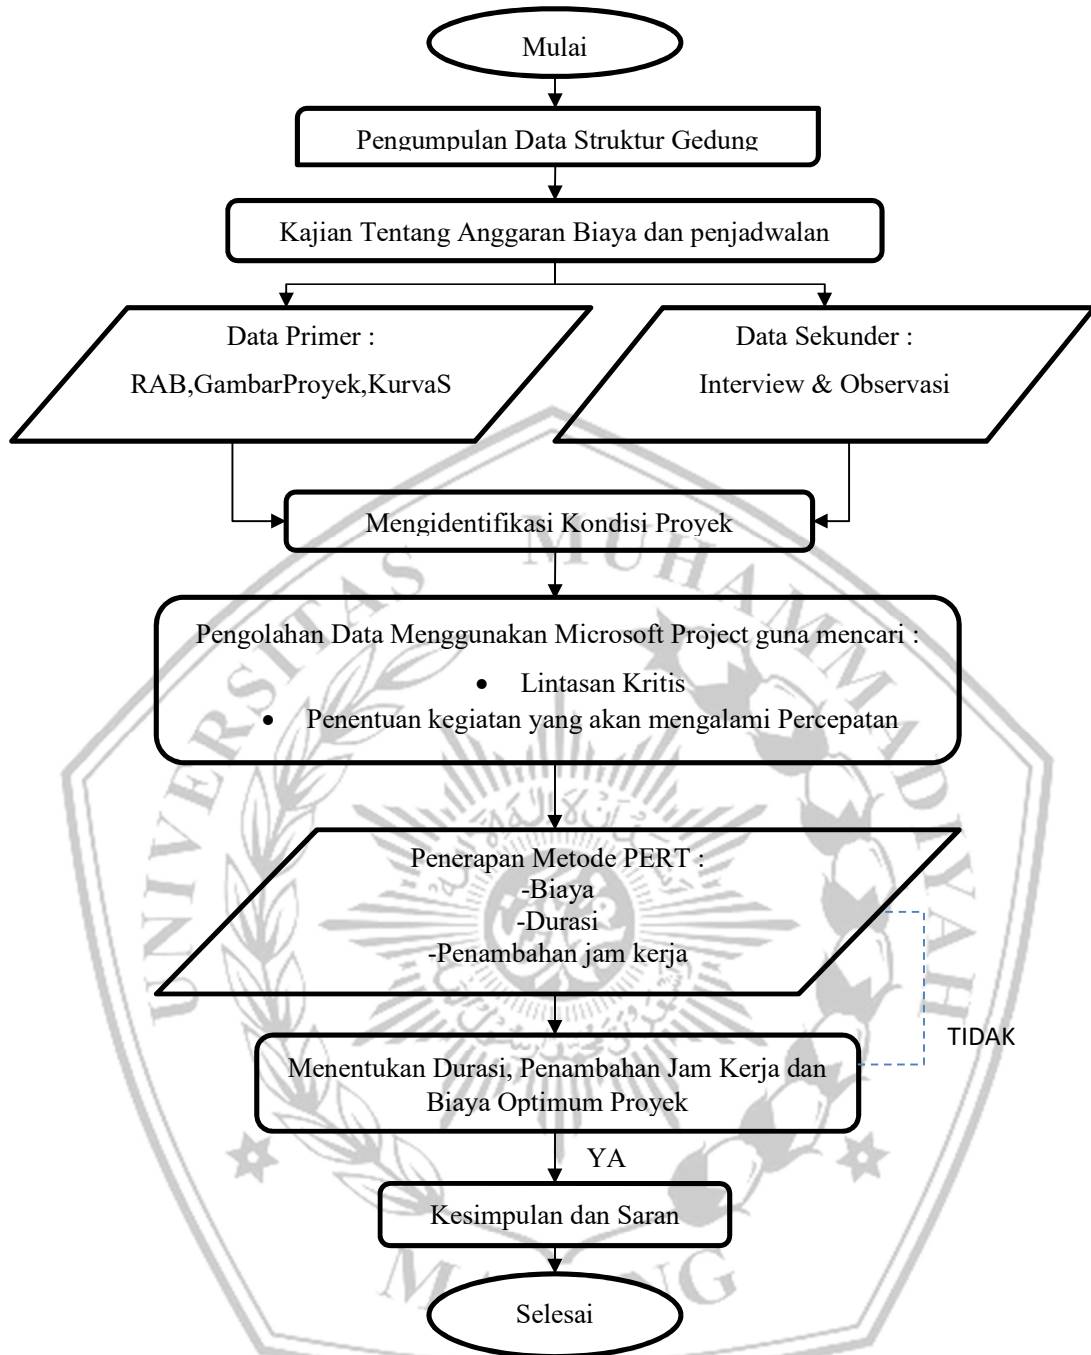 Mulai
Pengumpulan Data Struktur Gedung
Kajian Tentang Anggaran Biaya dan penjadwalan
Data Primer :
RAB,GambarProyek,KurvaS
Data Sekunder :
Interview & Observasi
Mengidentifikasi Kondisi Proyek
Pengolahan Data Menggunakan Microsoft Project guna mencari :
• Lintasan Kritis
• Penentuan kegiatan yang akan mengalami Percepatan
Penerapan Metode PERT :
-Biaya
-Durasi
-Penambahan jam kerja
TIDAK
Menentukan Durasi, Penambahan Jam Kerja dan
Biaya Optimum Proyek
YA
Kesimpulan dan Saran
Selesai
UNIVERSITAS MUHAMMADIYAH